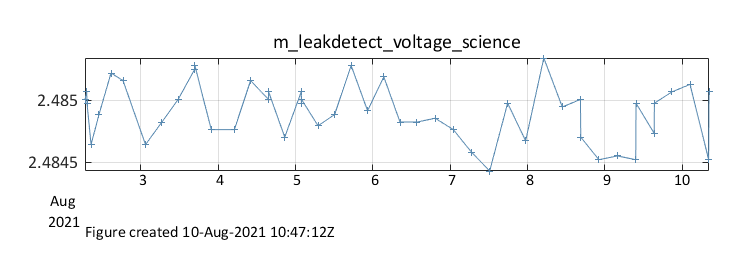 m_leakdetect_voltage_science
2.485
2.4845
3 4 5 6 7 8 9 10
Aug
2021
Figure created 10-Aug-2021 10:47:12Z